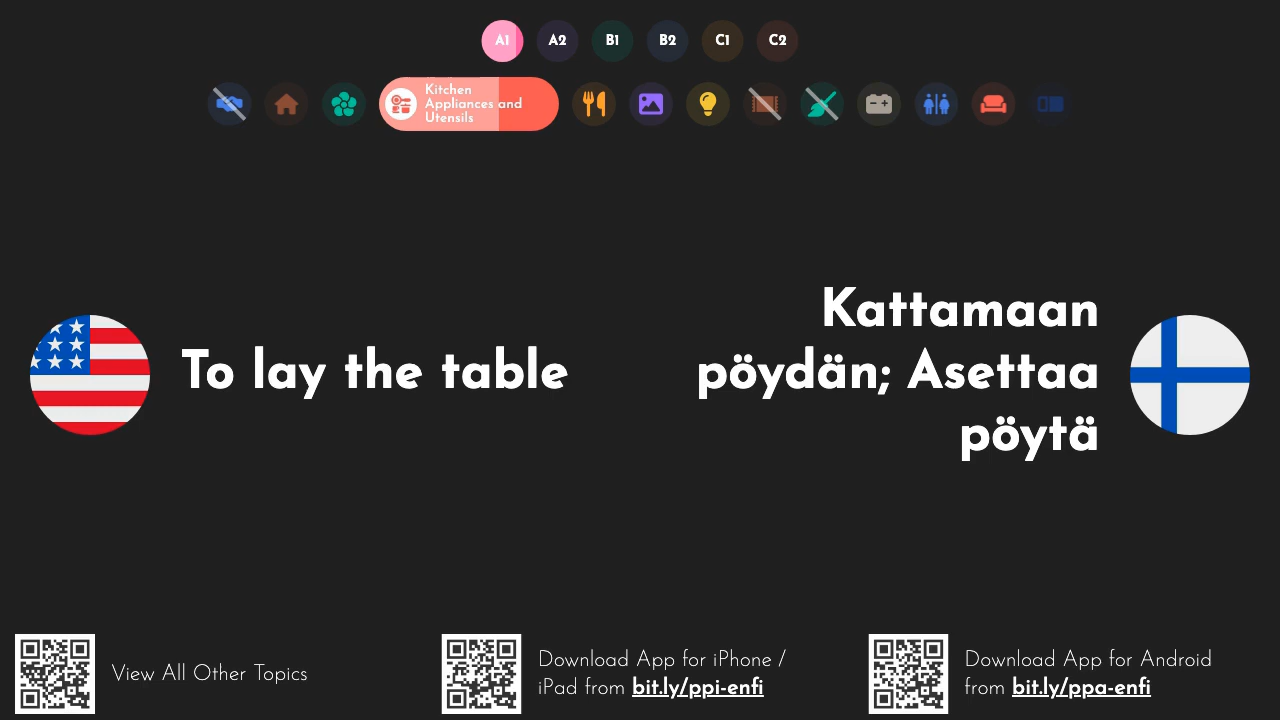 A1 A2 B1 B2 C1 C2
Kitchen
Appliances and
Utensils
To lay the table
Kattamaan
pöydän; Asettaa
pöytä
View All Other Topics
Download App for iPhone /
iPad from bit.ly/ppi-enfi
Download App for Android
from bit.ly/ppa-enfi